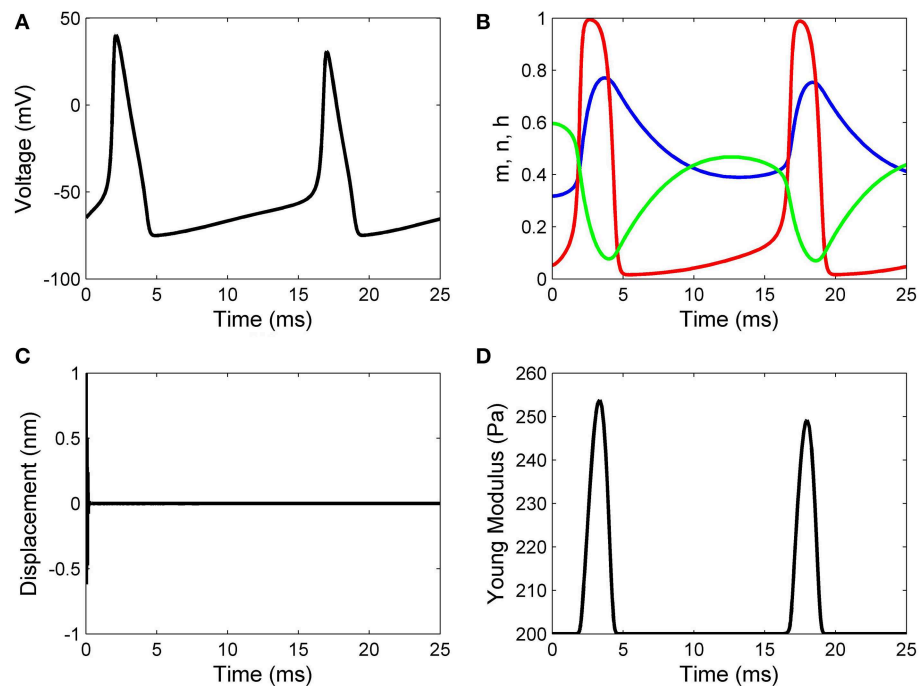 A
50
0
-50
-100
Voltage (mV)
0 5 10 15 20 25
Time (ms)
B
1
0.8
0.6
0.4
0.2
0
m, n, h
0 5 10 15 20 25
Time (ms)
C
1
0.5
0
-0.5
-1
Displacement (nm)
0 5 10 15 20 25
Time (ms)
D
260
250
240
230
220
210
200
Young Modulus (Pa)
0 5 10 15 20 25
Time (ms)